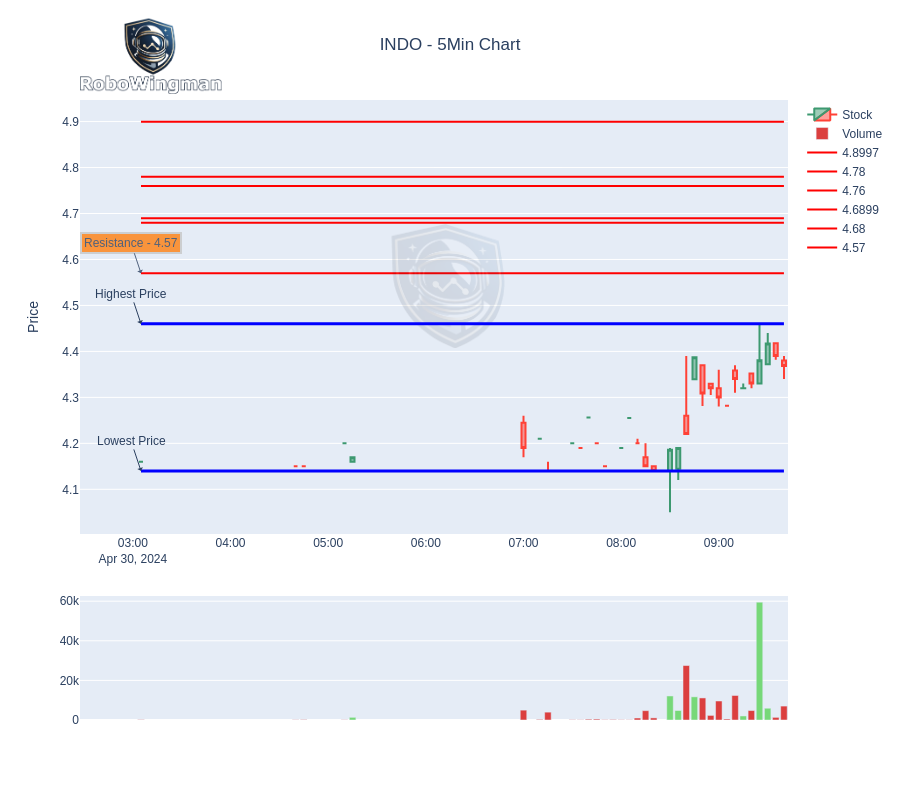 RoboWingman
INDO - 5Min Chart
4.9
4.8
4.7
4.6
4.5
4.4
4.3
4.2
4.1
Price
Resistance - 4.57
Highest Price
Lowest Price
03:00
04:00
05:00
06:00
07:00
08:00
09:00
Apr 30, 2024
60k
40k
20k
0
Stock
Volume
4.8997
4.78
4.76
4.6899
4.68
4.57